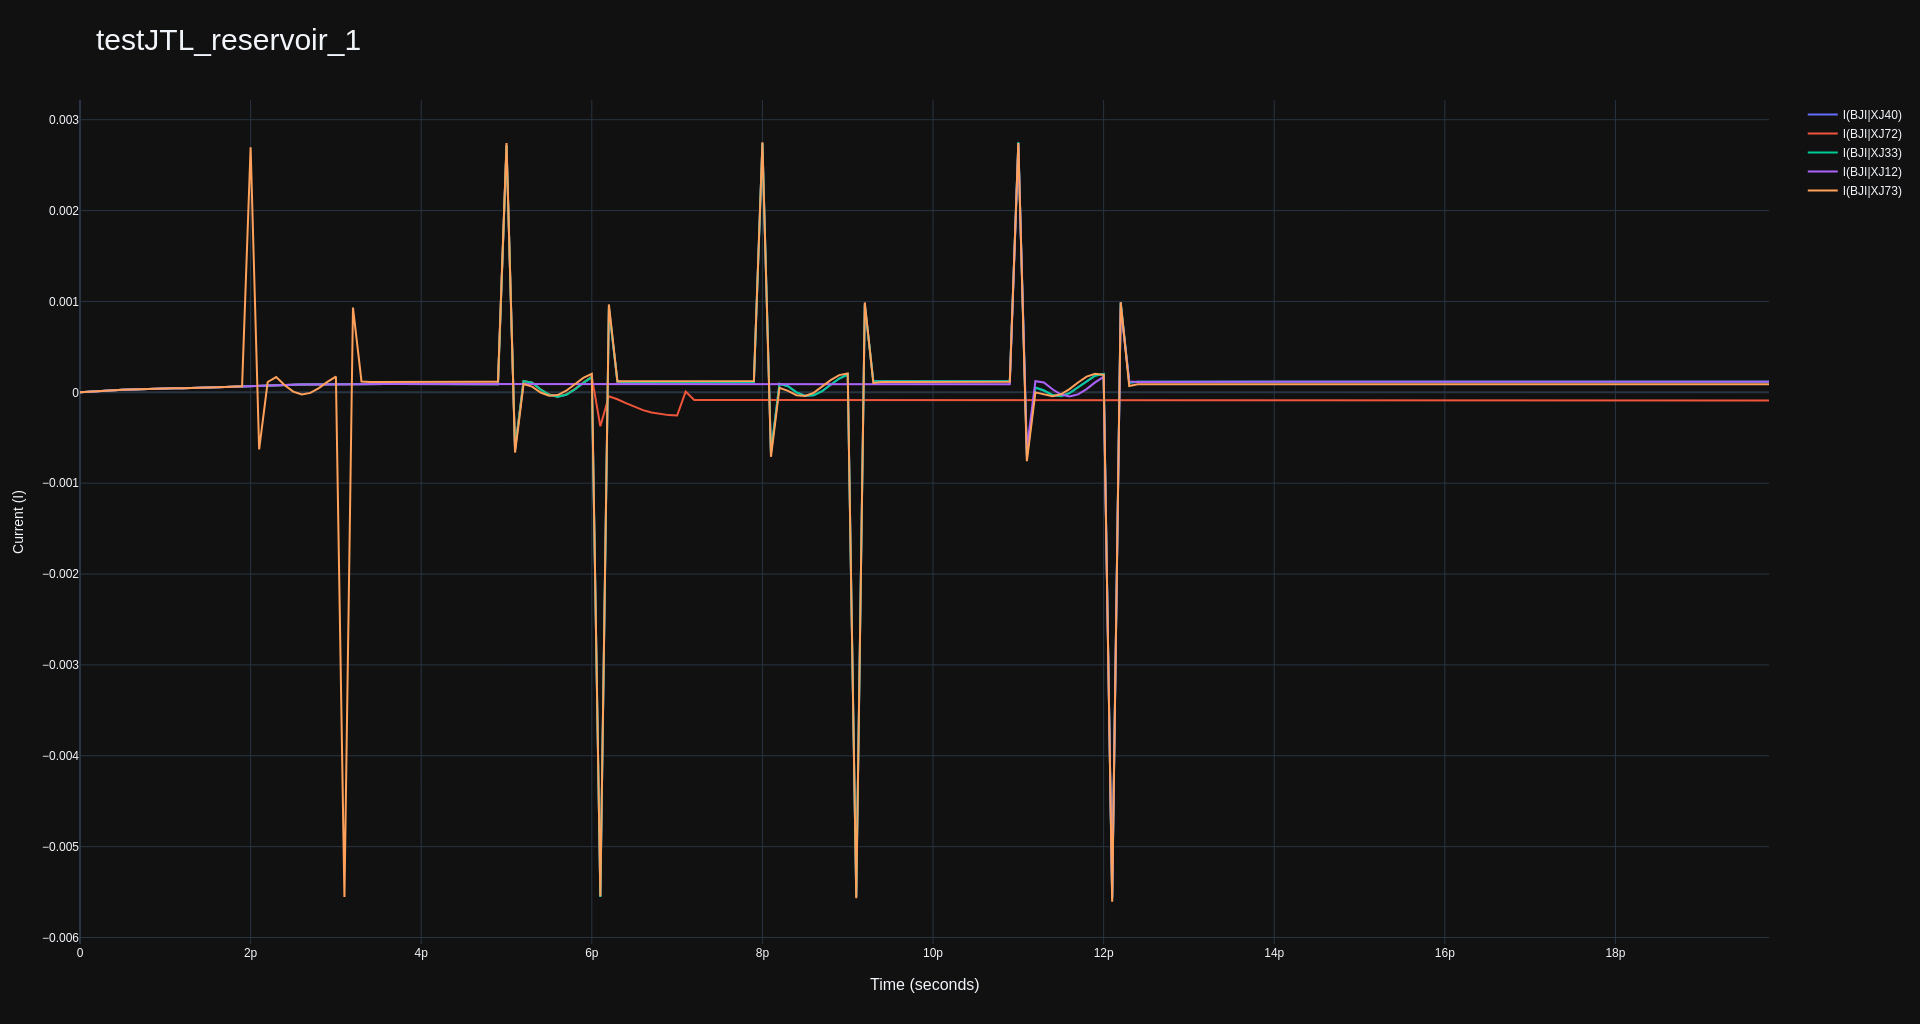 testJTL_reservoir_1
I(BJI|XJ40)
I(BJI|XJ72)
I(BJI|XJ33)
I(BJI|XJ12)
I(BJI|XJ73)
0.003
0.002
0.001
0
−0.001
−0.002
−0.003
−0.004
−0.005
−0.006
Current (I)
0 2p 4p 6p 8p 10p 12p 14p 16p 18p
Time (seconds)